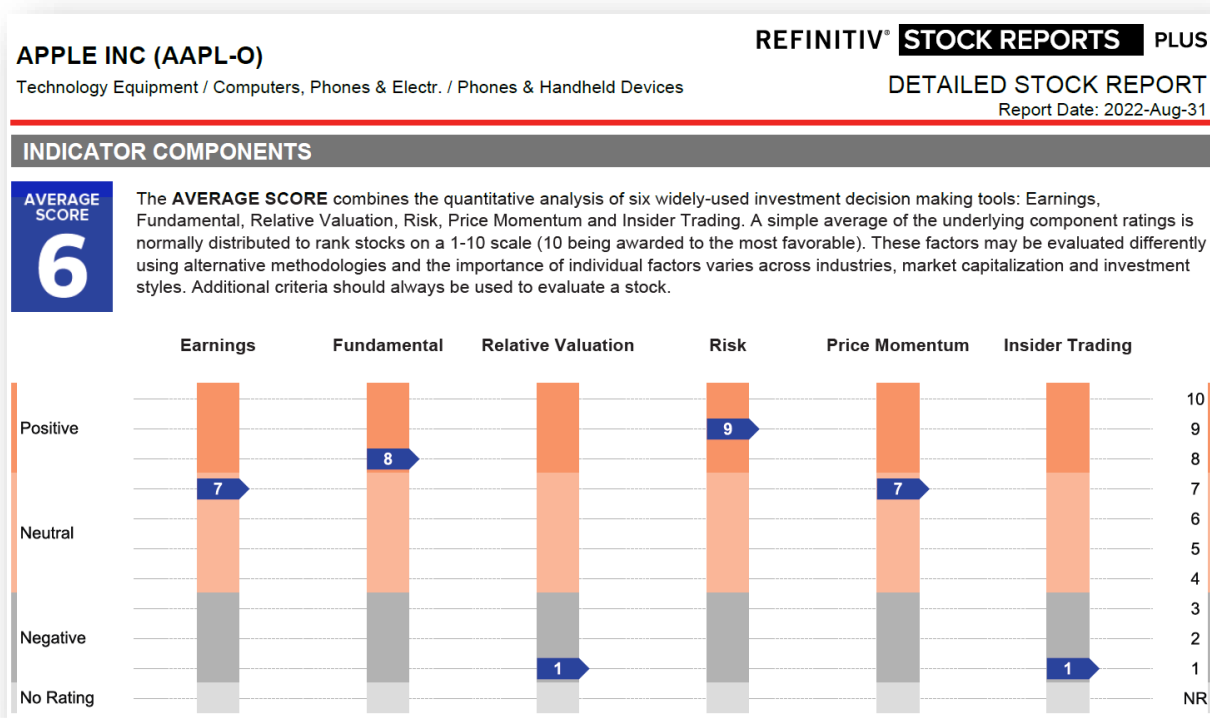 APPLE INC (AAPL-O)
REFINITIV® STOCK REPORTS PLUS
Technology Equipment / Computers, Phones & Electr. / Phones & Handheld Devices
DETAILED STOCK REPORT
Report Date: 2022-Aug-31
INDICATOR COMPONENTS
AVERAGE
SCORE
6
The AVERAGE SCORE combines the quantitative analysis of six widely-used investment decision making tools: Earnings,
Fundamental, Relative Valuation, Risk, Price Momentum and Insider Trading. A simple average of the underlying component ratings is
normally distributed to rank stocks on a 1-10 scale (10 being awarded to the most favorable). These factors may be evaluated differently
using alternative methodologies and the importance of individual factors varies across industries, market capitalization and investment
styles. Additional criteria should always be used to evaluate a stock.
Earnings Fundamental Relative Valuation Risk Price Momentum Insider Trading
10
Positive 9 9
8 8
7 7 7
6
Neutral
5
4
3
Negative 2
1 1 1
No Rating NR